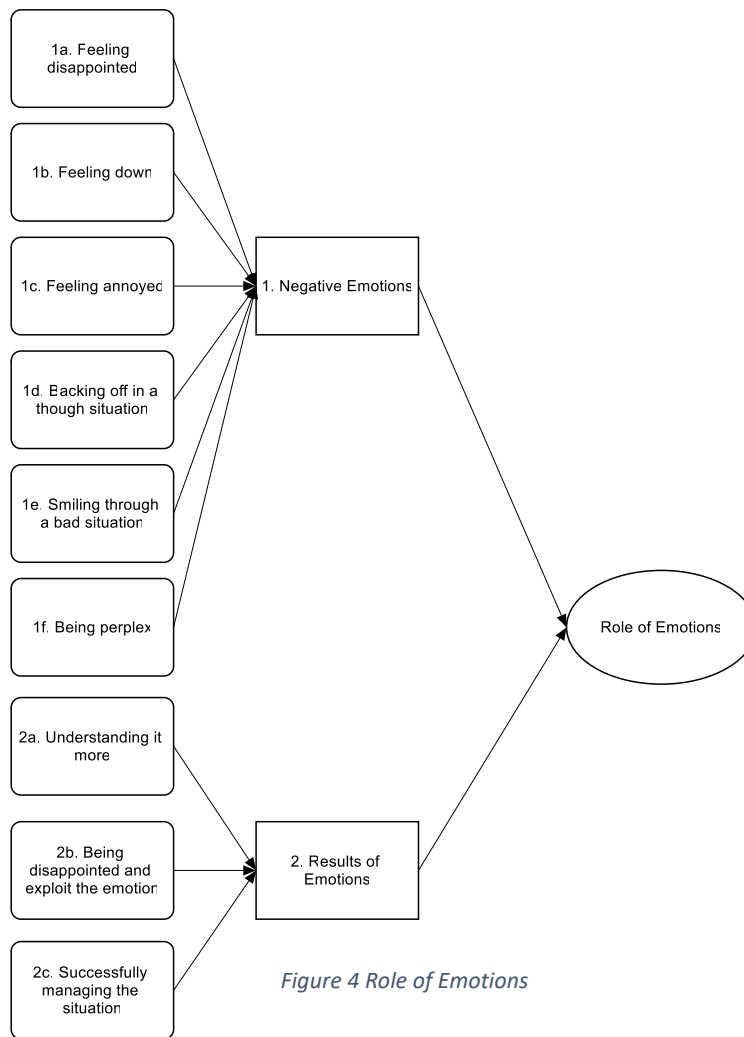 1a. Feeling
disappointed
1b. Feeling down
1c. Feeling annoyed
1d. Backing off in a
though situation
1e. Smiling through
a bad situation
1f. Being perplex
2a. Understanding it
more
2b. Being
disappointed and
exploit the emotion
2c. Successfully
managing the
situation
1. Negative Emotions
2. Results of
Emotions
Role of Emotions
Figure 4 Role of Emotions